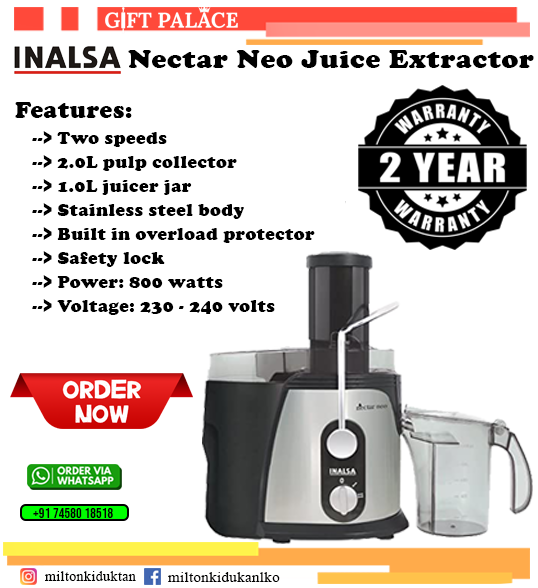 GIFT PALACE
INALSA Nectar Neo Juice Extractor
Features:
--> Two speeds
--> 2.0L pulp collector
--> 1.0L juicer jar
--> Stainless steel body
--> Built in overload protector
--> Safety lock
--> Power: 800 watts
--> Voltage: 230 - 240 volts
WARRANTY
2 YEAR
WARRANTY
nectar neo
INALSA
0
ORDER
NOW
ORDER VIA
WHATSAPP
+91 74580 18518
miltonkiduktan miltonkidukanlko